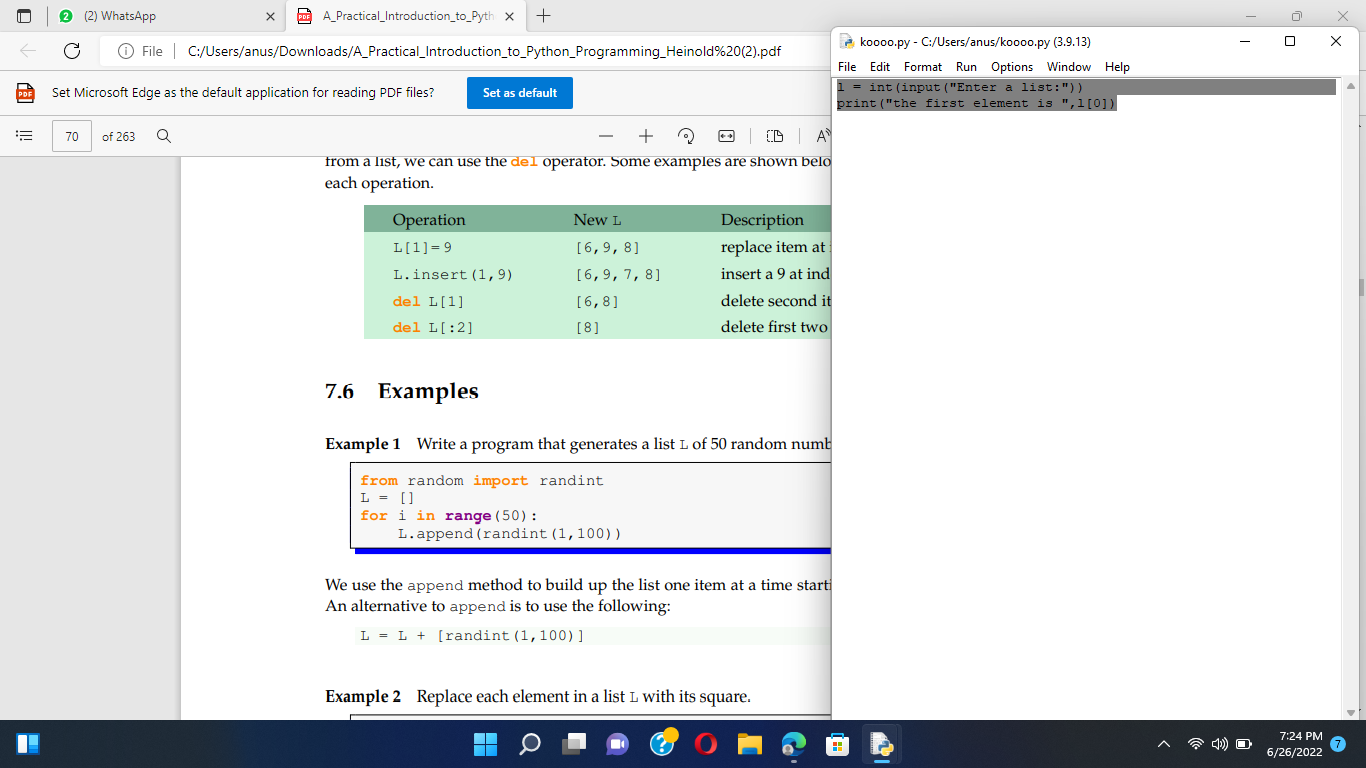 2 (2) WhatsApp
PDF A_Practical_Introduction_to_Pyth
File C:/Users/anus/Downloads/A_Practical_Introduction_to_Python_Programming_Heinold%20(2).pdf
PDF Set Microsoft Edge as the default application for reading PDF files? Set as default
70 of 263
from a list, we can use the del operator. Some examples are shown belo
each operation.
Operation New L Description
L[1]=9 [6,9,8] replace item at
L.insert(1,9) [6,9,7,8] insert a 9 at ind
del L[1] [6,8] delete second it
del L[:2] [8] delete first two
7.6 Examples
Example 1 Write a program that generates a list L of 50 random numb
from random import randint
L = []
for i in range(50):
L.append(randint(1,100))
We use the append method to build up the list one item at a time starti
An alternative to append is to use the following:
L = L + [randint(1,100)]
Example 2 Replace each element in a list L with its square.
koooo.py - C:/Users/anus/koooo.py (3.9.13)
File Edit Format Run Options Window Help
l = int(input("Enter a list:"))
print("the first element is ",l[0])
7:24 PM
6/26/2022
7